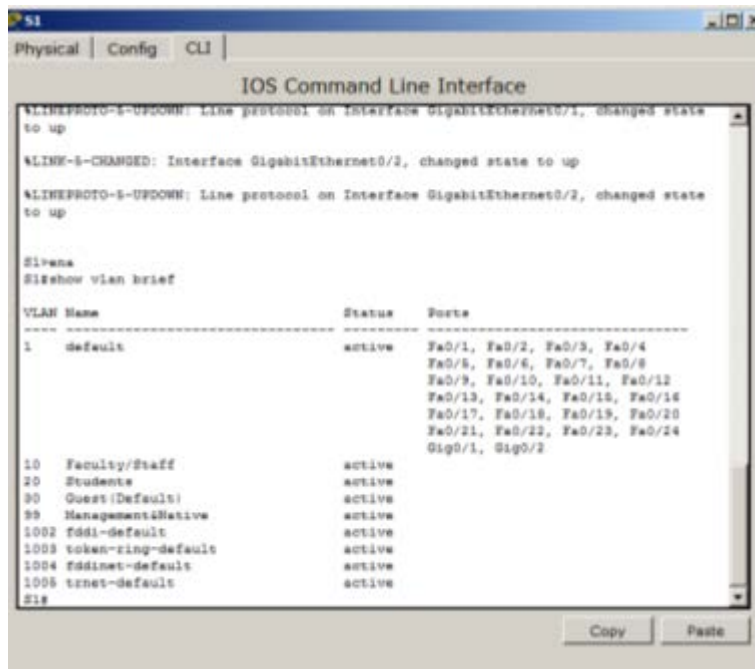 S1
Physical Config CLI
IOS Command Line Interface
%LINEPROTO-5-UPDOWN: Line protocol on Interface GigabitEthernet0/1, changed state
to up
%LINK-5-CHANGED: Interface GigabitEthernet0/2, changed state to up
%LINEPROTO-5-UPDOWN: Line protocol on Interface GigabitEthernet0/2, changed state
to up
S1>ena
S1#show vlan brief
VLAN Name Status Ports
---- -------------------------------- --------- -------------------------------
1 default active Fa0/1, Fa0/2, Fa0/3, Fa0/4
Fa0/5, Fa0/6, Fa0/7, Fa0/8
Fa0/9, Fa0/10, Fa0/11, Fa0/12
Fa0/13, Fa0/14, Fa0/15, Fa0/16
Fa0/17, Fa0/18, Fa0/19, Fa0/20
Fa0/21, Fa0/22, Fa0/23, Fa0/24
Gig0/1, Gig0/2
10 Faculty/Staff active
20 Students active
30 Guest(Default) active
99 Management&Native active
1002 fddi-default active
1003 token-ring-default active
1004 fddinet-default active
1005 trnet-default active
S1#
Copy Paste